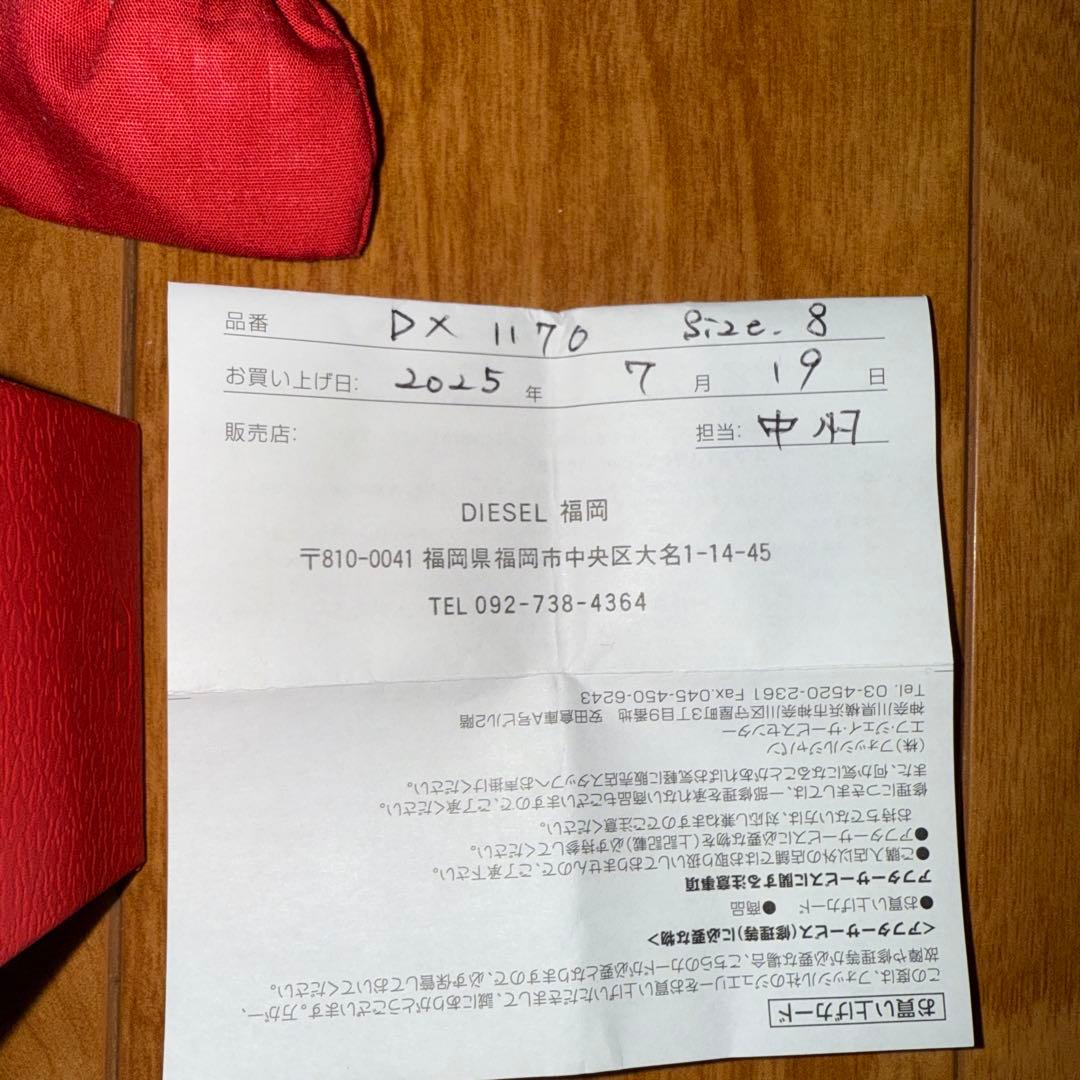 品番 DX 1170 Size. 8
お買い上げ日: 2025 年 7 月 19 日
販売店: 担当: 中
DIESEL 福岡
〒810-0041 福岡県福岡市中央区大名1-14-45
TEL 092-738-4364
お買い上げカード
この度は、フォッシル社のジュエリーをお買い上げいただきまして、誠にありがとうございます。万が一、
故障や修理等が必要な場合、こちらのカードが必要となりますので、必ず保管しておいてください。
<アフターサービス(修理等)に必要な物>
●お買い上げカード ●商品
アフターサービスに関する注意事項
●ご購入店以外の店舗ではお取り扱いしておりませんので、ご了承下さい。
●アフターサービスに必要な物を(上記記載)必ず持参してください。
お持ちでない方は、対応し兼ねますのでご注意ください。
修理につきましては、一部修理を承れない商品もございますので、ご了承ください。
また、何か気になることがあればお気軽に販売店スタッフへお声掛けください。
(株)フォッシルジャパン
エフ・ジェイ・サービスセンター
神奈川県横浜市神奈川区守屋町3丁目9番地 安田倉庫A号ビル2階
Tel. 03-4520-2361 Fax.045-450-6243